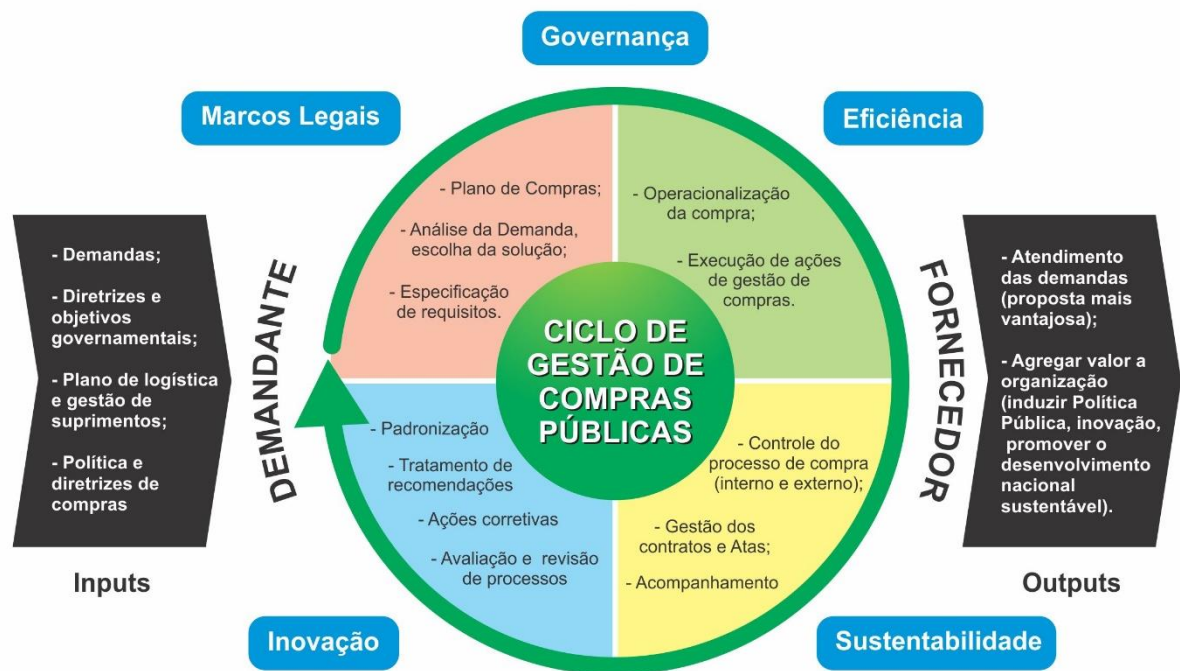 Governança
Marcos Legais
Eficiência
- Demandas;
- Diretrizes e
objetivos
governamentais;
- Plano de logística
e gestão de
suprimentos;
- Política e
diretrizes de
compras
Inputs
DEMANDANTE
- Plano de Compras;
- Análise da Demanda,
escolha da solução;
- Especificação
de requisitos.
- Operacionalização
da compra;
- Execução de ações
de gestão de
compras.
CICLO DE
GESTÃO DE
COMPRAS
PÚBLICAS
- Padronização
- Tratamento de
recomendações
- Ações corretivas
- Avaliação e revisão
de processos
- Controle do
processo de compra
(interno e externo);
- Gestão dos
contratos e Atas;
- Acompanhamento
FORNECEDOR
- Atendimento
das demandas
(proposta mais
vantajosa);
- Agregar valor a
organização
(induzir Política
Pública, inovação,
promover o
desenvolvimento
nacional
sustentável).
Outputs
Inovação
Sustentabilidade